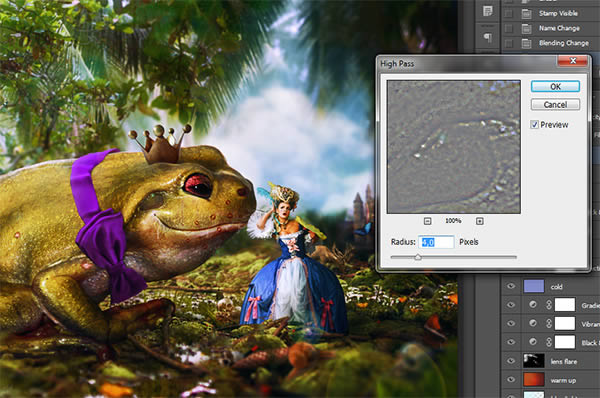 Stamp Visible
Name Change
Blending Change
High Pass
OK
Cancel
Preview
100%
Radius: 4,0 Pixels
cold
Gradie
Vibran
Black
lens flare
warm up